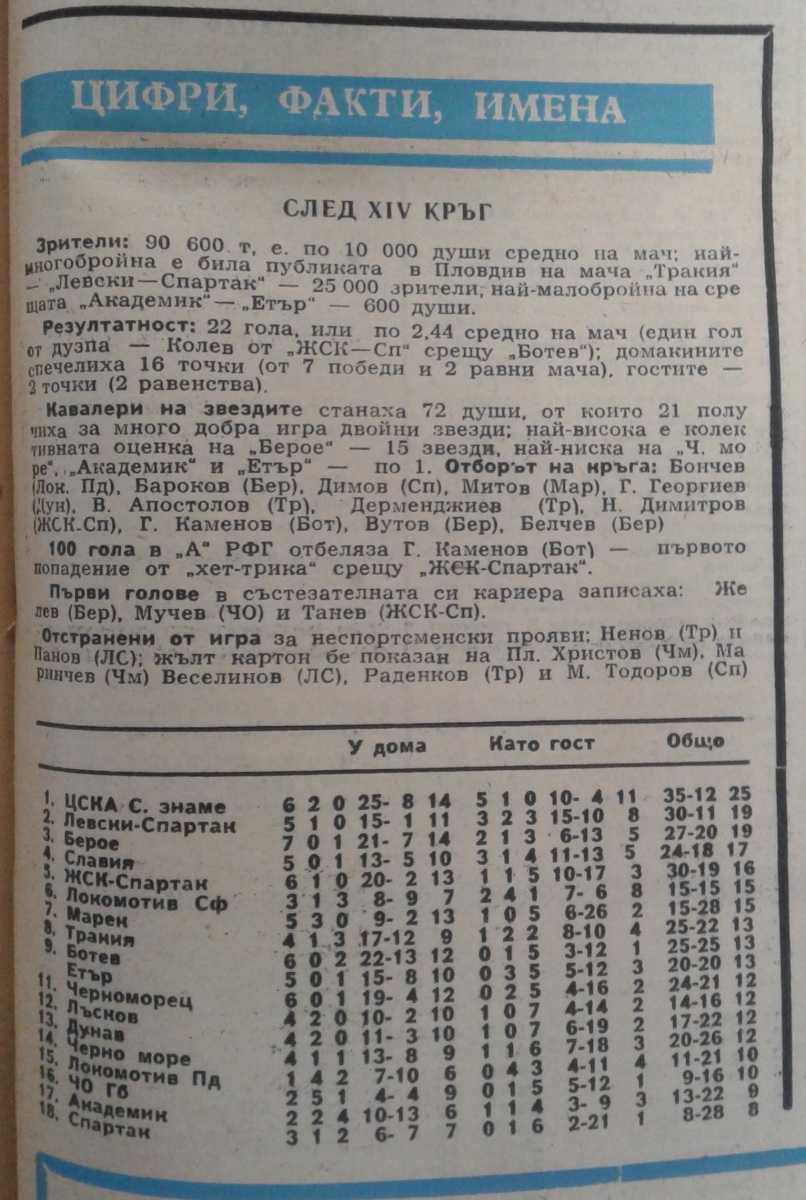 ЦИФРИ, ФАКТИ, ИМЕНА
СЛЕД XIV КРЪГ
Зрители: 90 600 т, е. по 10 000 души средно на мач; най-
многобройна е била публиката в Пловдив на мача „Тракия“
— „Левски—Спартак“ — 25 000 зрители, най-малобройна на сре
щата „Академик“— „Етър“ — 600 души.
Резултатност: 22 гола, или по 2,44 средно на мач (един гол
от дузпа — Колев от „ЖСК—Сп“ срещу „Ботев“); домакините
спечелиха 16 точки (от 7 победи и 2 равни мача), гостите —
2 точки (2 равенства).
Кавалери на звездите станаха 72 души, от които 21 полу
чиха за много добра игра двойни звезди; най-висока е колек
тивната оценка на „Берое“ — 15 звезди, най-ниска на „Ч. мо
ре“, „Академик“ и „Етър“ — по 1. Отборът на кръга: Бончев
(Лок. Пд), Бароков (Бер), Димов (Сп), Митов (Мар), Г. Георгиев
(Дун), В. Апостолов (Тр), Дерменджиев (Тр), Н. Димитров
(ЖСК-Сп), Г. Каменов (Бот), Вутов (Бер), Белчев (Бер)
100 гола в „А“ РФГ отбеляза Г. Каменов (Бот) — първото
попадение от „хет-трика“ срещу „ЖЄК-Спартак“.
Първи голове в състезателната си кариера записаха: Же
лев (Бер), Мучев (ЧО) и Танев (ЖСК-Сп).
Отстранени от игра за неспортсменски прояви: Ненов (Тр) и
Панов (ЛС); жълт картон бе показан на Пл. Христов (Чм), Ма
ринчев (Чм) Веселинов (ЛС), Раденков (Тр) и М. Тодоров (Сп)
У дома Като гост Общо
1. ЦСКА С. знаме 6 2 0 25- 8 14 5 1 0 10- 4 11 35-12 25
2. Левски-Спартак 5 1 0 15- 1 11 3 2 3 15-10 8 30-11 19
3. Берое 7 0 1 21- 7 14 2 1 3 6-13 5 27-20 19
4. Славия 5 0 1 13- 5 10 3 1 4 11-13 5 24-18 17
5. ЖСК-Спартак 6 1 0 20- 2 13 1 1 5 10-17 3 30-19 16
6. Локомотив Сф 3 1 3 8- 9 7 2 4 1 7- 6 8 15-15 15
7. Марек 5 3 0 9- 2 13 1 0 5 6-26 2 15-28 15
8. Тракия 4 1 3 17-12 9 1 2 2 8-10 4 25-22 13
9. Ботев 6 0 2 22-13 12 0 1 5 3-12 1 25-25 13
Етър 5 0 1 15- 8 10 0 3 5 5-12 3 20-20 13
11. Черноморец 6 0 1 19- 4 12 0 2 5 4-16 2 24-21 12
12. Лъсков 4 2 0 10- 2 10 1 0 7 4-14 2 14-16 12
13. Дунав 4 2 0 11- 3 10 1 0 7 6-19 2 17-22 12
14. Черно море 4 1 1 13- 8 9 1 1 6 7-18 3 20-26 12
15. Локомотив Пд 1 4 2 7-10 6 0 4 3 4-11 4 11-21 10
16. ЧО Гб 2 5 1 4- 4 9 0 1 5 5-12 1 9-16 10
17. Академик 2 2 4 10-13 6 1 1 4 3- 9 3 13-22 9
18. Спартак 3 1 2 6- 7 7 0 1 6 2-21 1 8-28 8